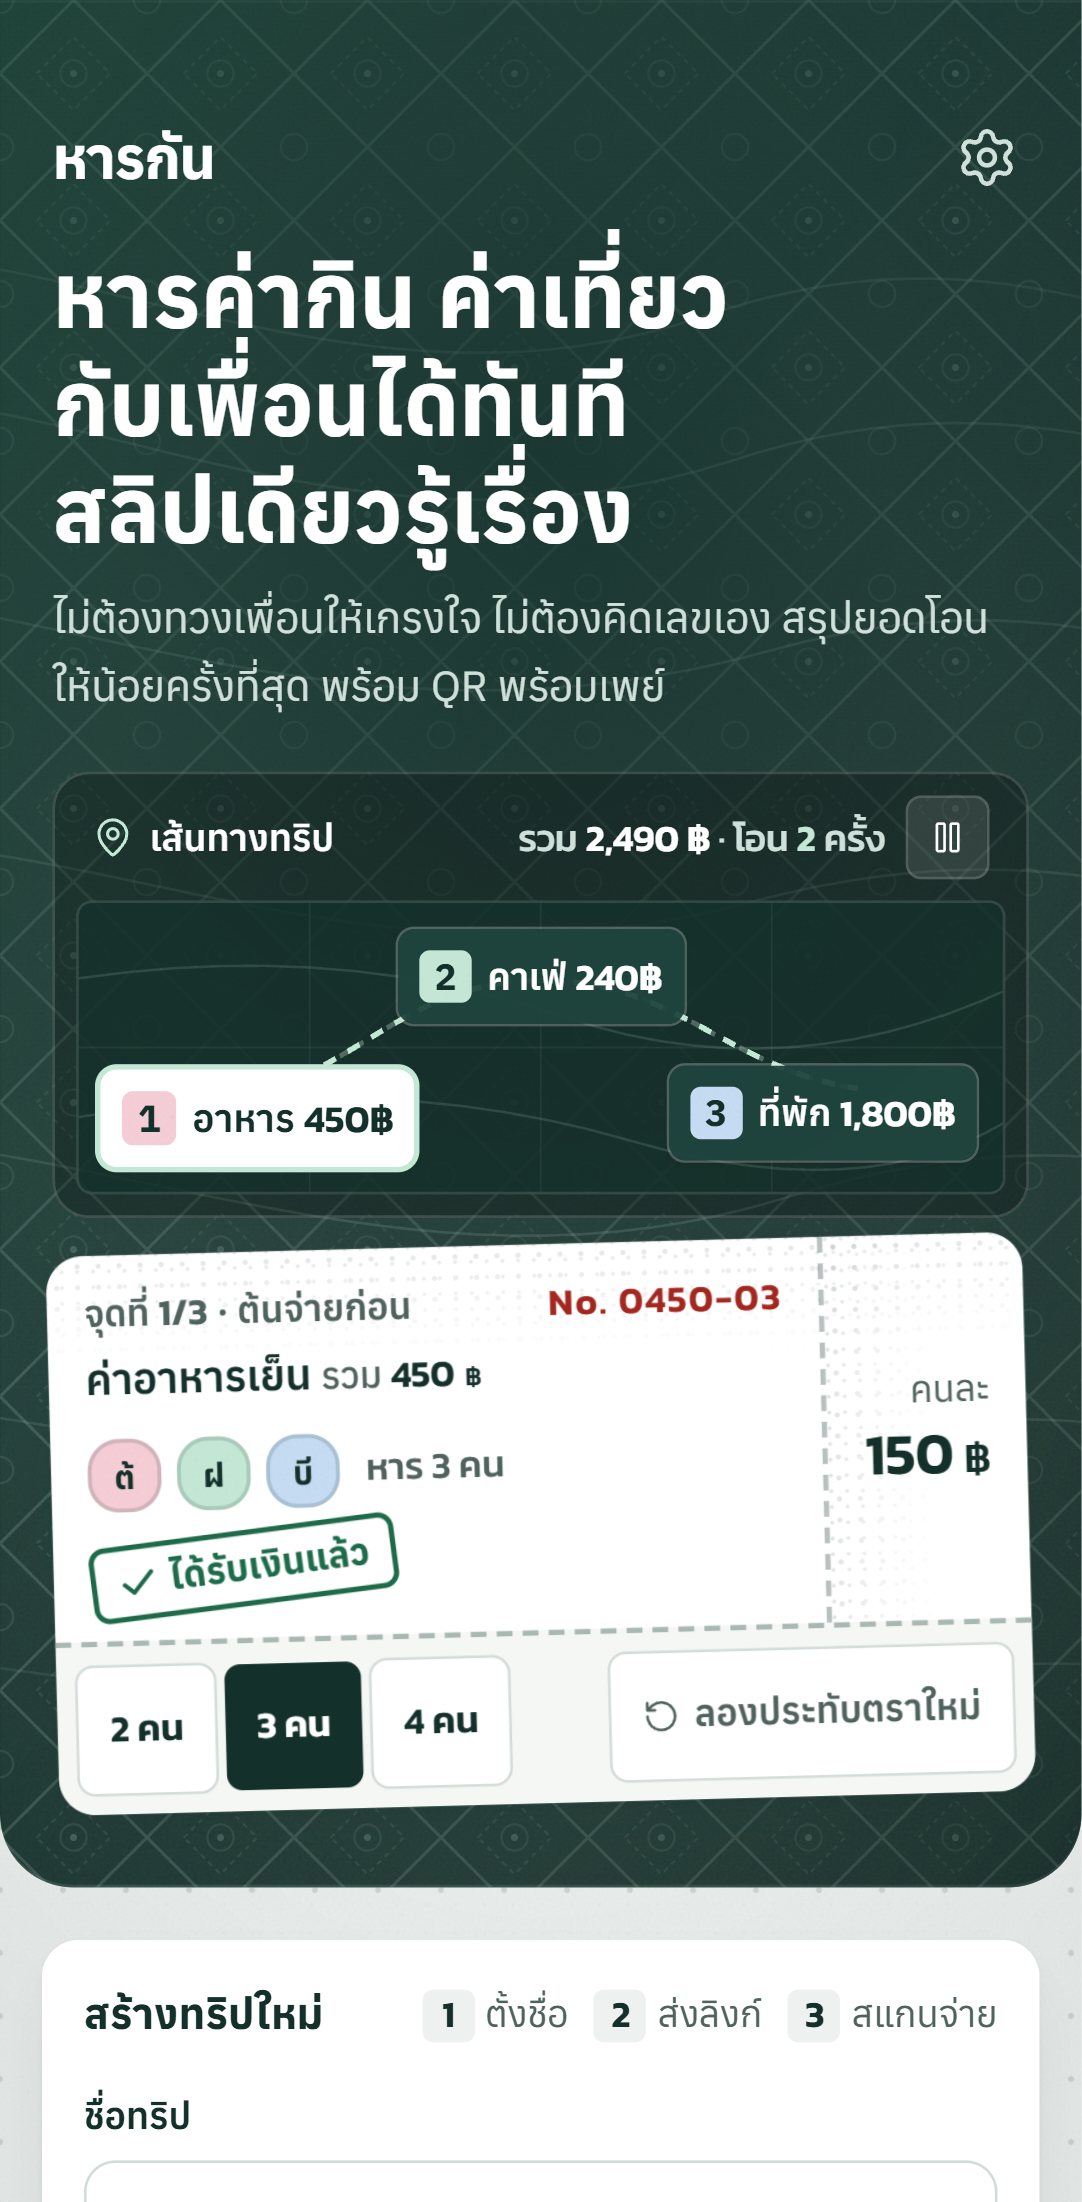 หารกัน
หารค่ากิน ค่าเที่ยว
กับเพื่อนได้ทันที
สลิปเดียวรู้เรื่อง
ไม่ต้องทวงเพื่อนให้เกรงใจ ไม่ต้องคิดเลขเอง สรุปยอดโอน
ให้น้อยครั้งที่สุด พร้อม QR พร้อมเพย์
เส้นทางทริป รวม 2,490 ฿ · โอน 2 ครั้ง
2 คาเฟ่ 240฿
1 อาหาร 450฿
3 ที่พัก 1,800฿
จุดที่ 1/3 · ต้นจ่ายก่อน No. 0450-03
ค่าอาหารเย็น รวม 450 ฿
คนละ
150 ฿
ต้ ฝ บี หาร 3 คน
ได้รับเงินแล้ว
2 คน 3 คน 4 คน ลองประทับตราใหม่
สร้างทริปใหม่ 1 ตั้งชื่อ 2 ส่งลิงก์ 3 สแกนจ่าย
ชื่อทริป